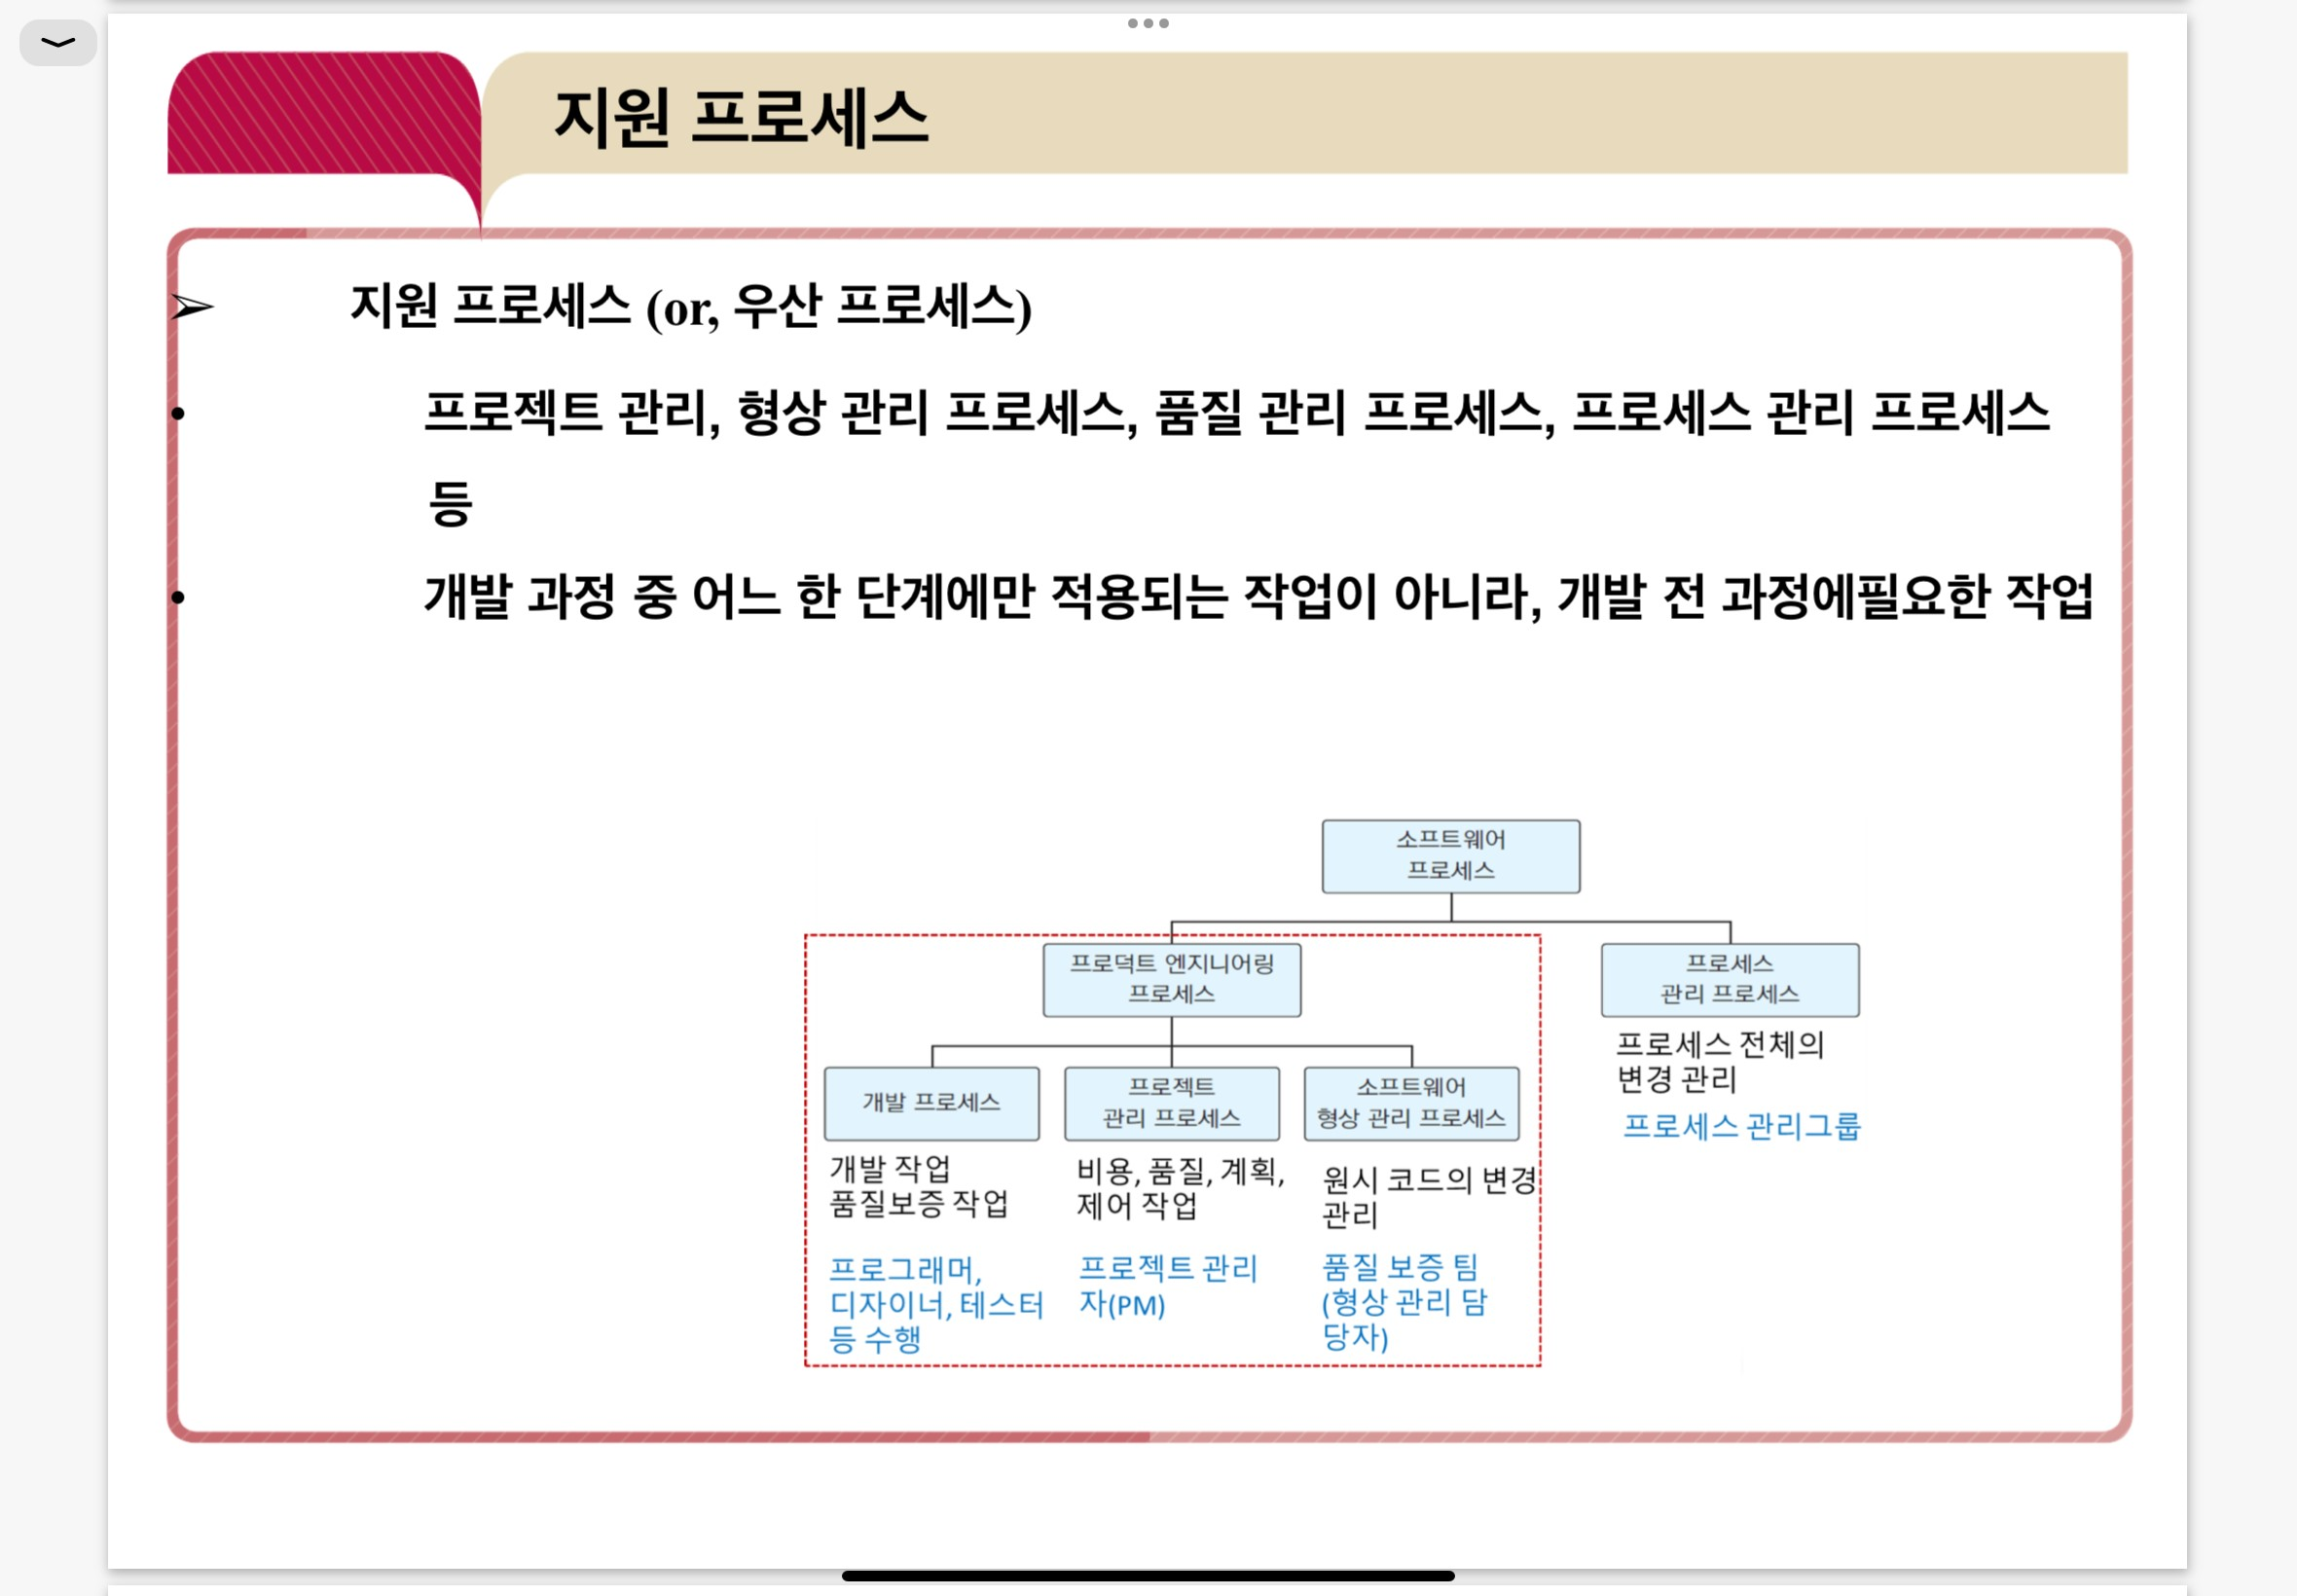 지원 프로세스
지원 프로세스 (or, 우산 프로세스)
프로젝트 관리, 형상 관리 프로세스, 품질 관리 프로세스, 프로세스 관리 프로세스
등
개발 과정 중 어느 한 단계에만 적용되는 작업이 아니라, 개발 전 과정에필요한 작업
소프트웨어
프로세스
프로덕트 엔지니어링
프로세스
프로세스
관리 프로세스
프로세스 전체의
변경 관리
프로세스 관리그룹
개발 프로세스
개발 작업
품질보증 작업
프로그래머,
디자이너, 테스터
등 수행
프로젝트
관리 프로세스
비용, 품질, 계획,
제어 작업
프로젝트 관리
자(PM)
소프트웨어
형상 관리 프로세스
원시 코드의 변경
관리
품질 보증 팀
(형상 관리 담
당자)